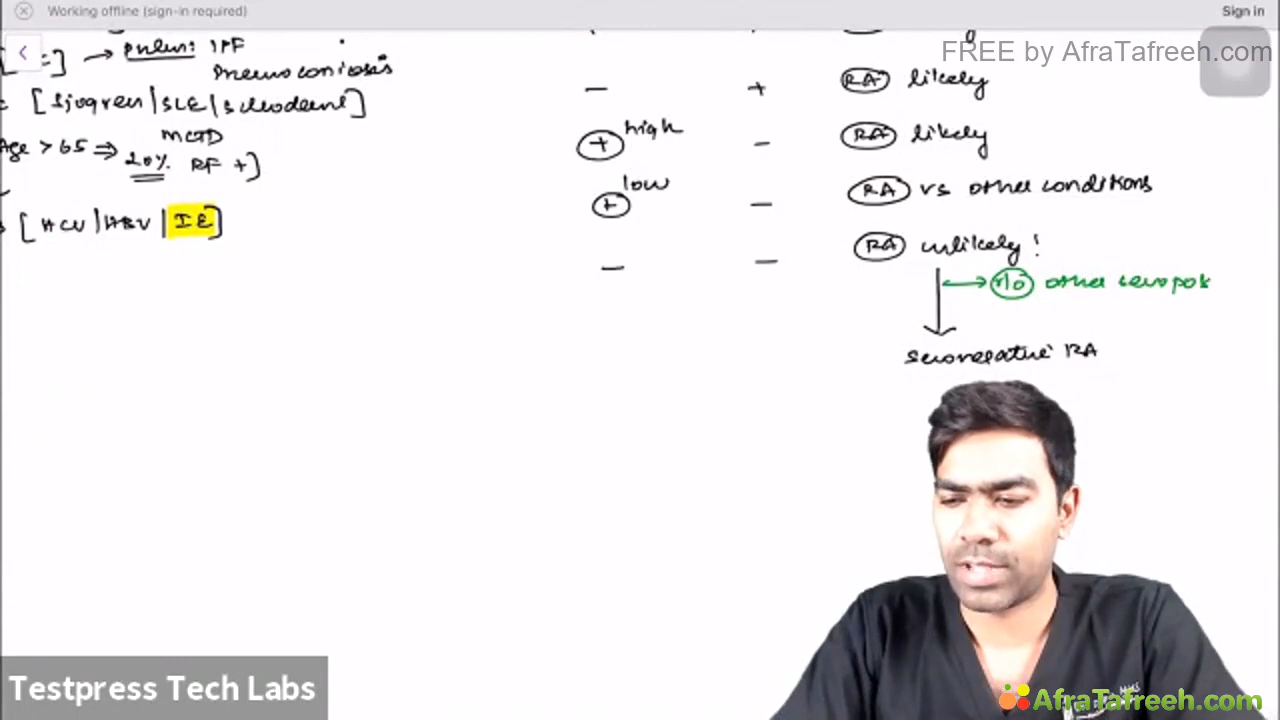 Working offline (sign-in required)
Sign in
FREE by AfraTafreeh.com
=] → pulm: IPF
Pneumoconiosis
[Sjogren|SLE|scleroderma]
MCTD
Age > 65 ⇒ 20% RF +]
[HCV|HBV|IE]
- + RA likely
+ high - RA likely
+ low - RA vs other conditions
- - RA unlikely!
→ r/o other
seronegative RA
Testpress Tech Labs
AfraTafreeh.com